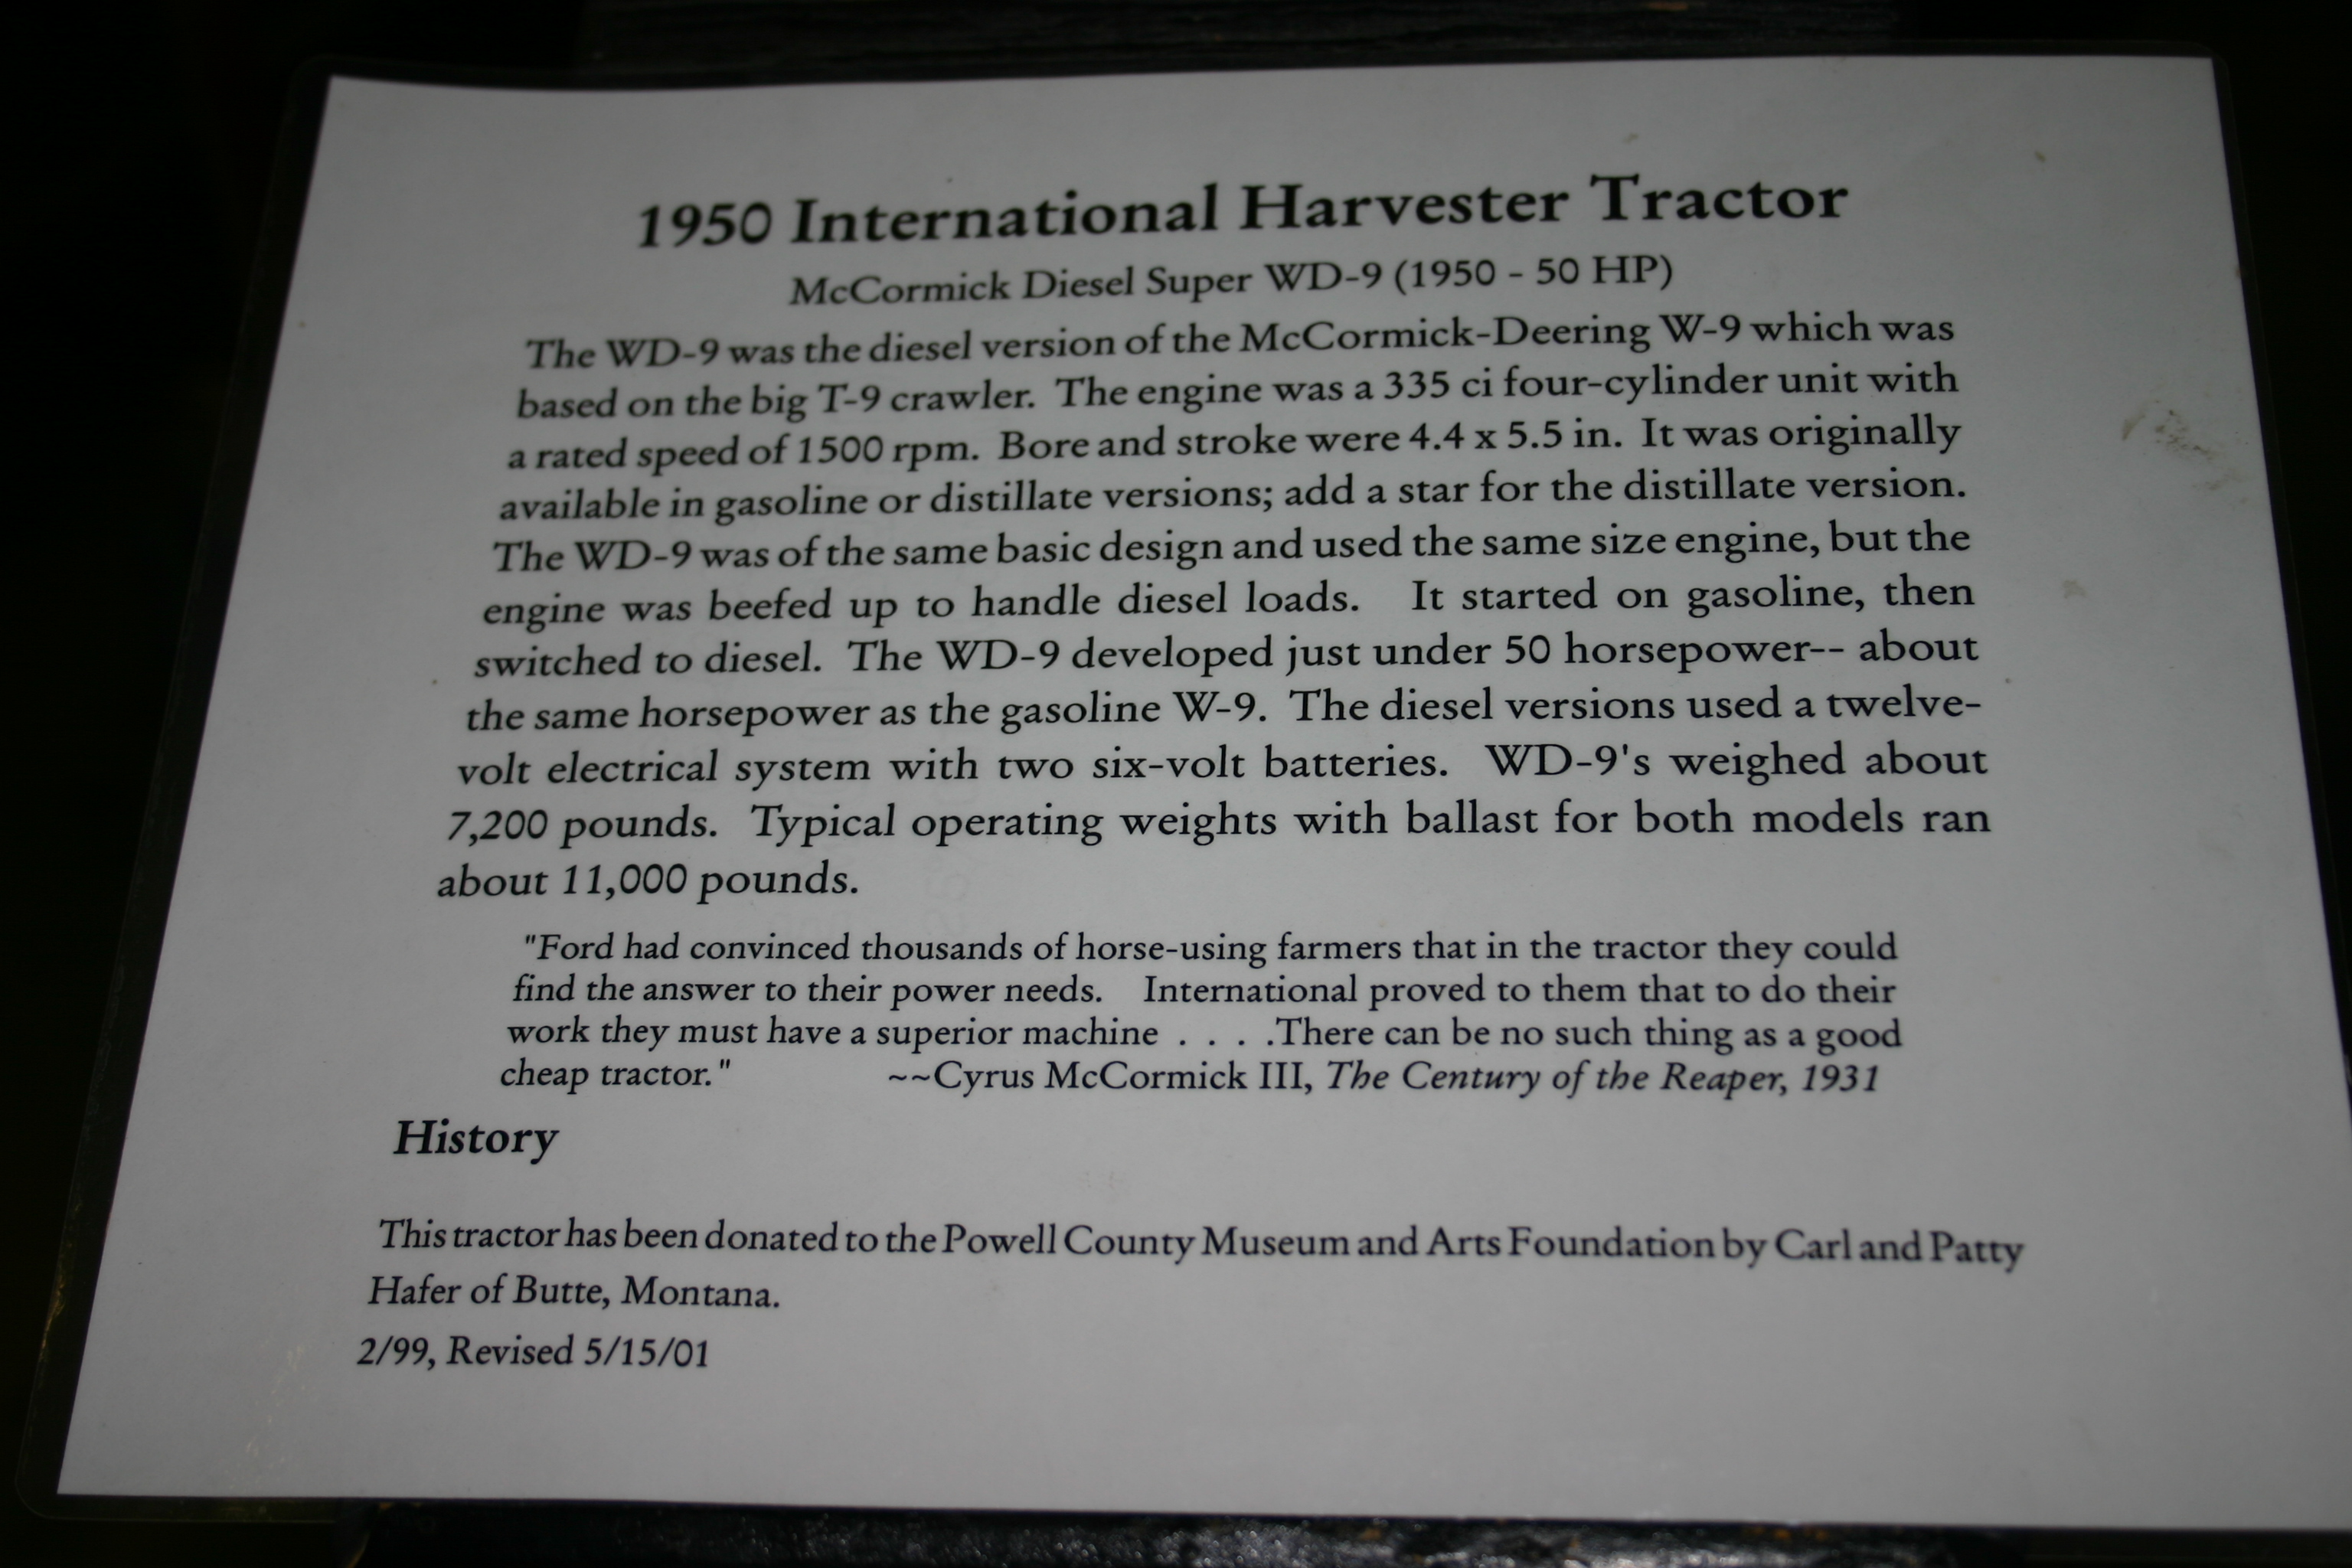 1950 International Harvester Tractor
McCormick Diesel Super WD-9 (1950 - 50 HP)
The WD-9 was the diesel version of the McCormick-Deering W-9 which was
based on the big T-9 crawler. The engine was a 335 ci four-cylinder unit with
a rated speed of 1500 rpm. Bore and stroke were 4.4 x 5.5 in. It was originally
available in gasoline or distillate versions; add a star for the distillate version.
The WD-9 was of the same basic design and used the same size engine, but the
engine was beefed up to handle diesel loads. It started on gasoline, then
switched to diesel. The WD-9 developed just under 50 horsepower-- about
the same horsepower as the gasoline W-9. The diesel versions used a twelve-
volt electrical system with two six-volt batteries. WD-9's weighed about
7,200 pounds. Typical operating weights with ballast for both models ran
about 11,000 pounds.
"Ford had convinced thousands of horse-using farmers that in the tractor they could
find the answer to their power needs. International proved to them that to do their
work they must have a superior machine . . . .There can be no such thing as a good
cheap tractor." ~~Cyrus McCormick III, The Century of the Reaper, 1931
History
This tractor has been donated to the Powell County Museum and Arts Foundation by Carl and Patty
Hafer of Butte, Montana.
2/99, Revised 5/15/01